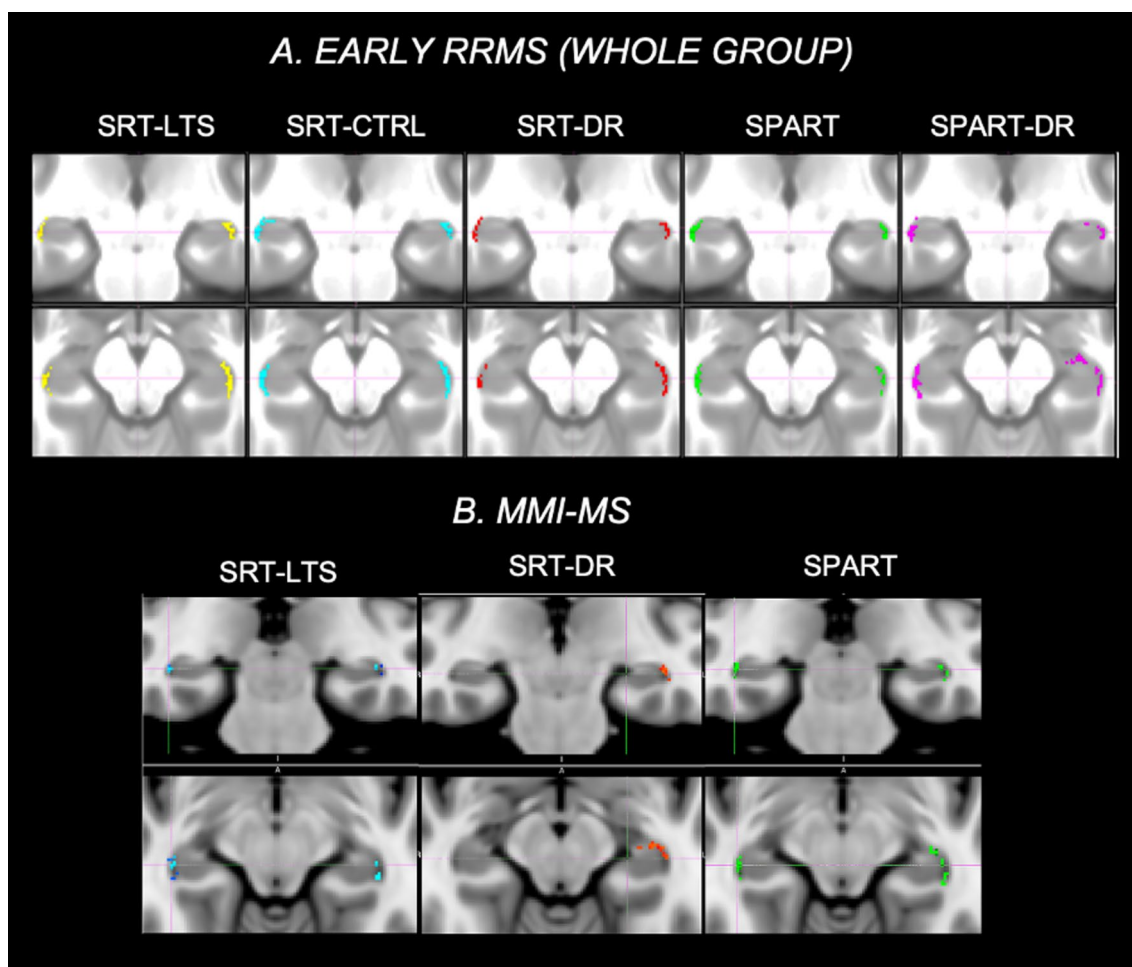 A. EARLY RRMS (WHOLE GROUP)
SRT-LTS SRT-CTRL SRT-DR SPART SPART-DR
B. MMI-MS
SRT-LTS SRT-DR SPART
I I
A A A